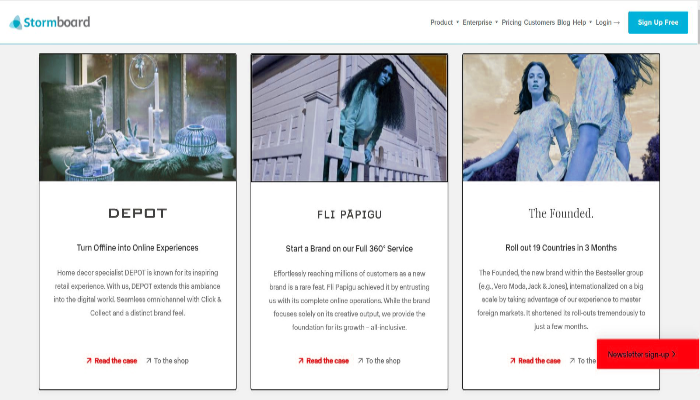 Stormboard
Product Enterprise Pricing Customers Blog Help Login → Sign Up Free
DEPOT
Turn Offline into Online Experiences
Home decor specialist DEPOT is known for its inspiring
retail experience. With us, DEPOT extends this ambiance
into the digital world. Seamless omnichannel with Click &
Collect and a distinct brand feel.
↗ Read the case ↗ To the shop
FLI PĀPIGU
Start a Brand on our Full 360° Service
Effortlessly reaching millions of customers as a new
brand is a rare feat. Fli Papigu achieved it by entrusting
us with its complete online operations. While the brand
focuses solely on its creative output, we provide the
foundation for its growth – all-inclusive.
↗ Read the case ↗ To the shop
The Founded.
Roll out 19 Countries in 3 Months
The Founded, the new brand within the Bestseller group
(e.g., Vero Moda, Jack & Jones), internationalized on a big
scale by taking advantage of our experience to master
foreign markets. It shortened its roll-outs tremendously to
just a few months.
↗ Read the case ↗ To the
Newsletter sign-up